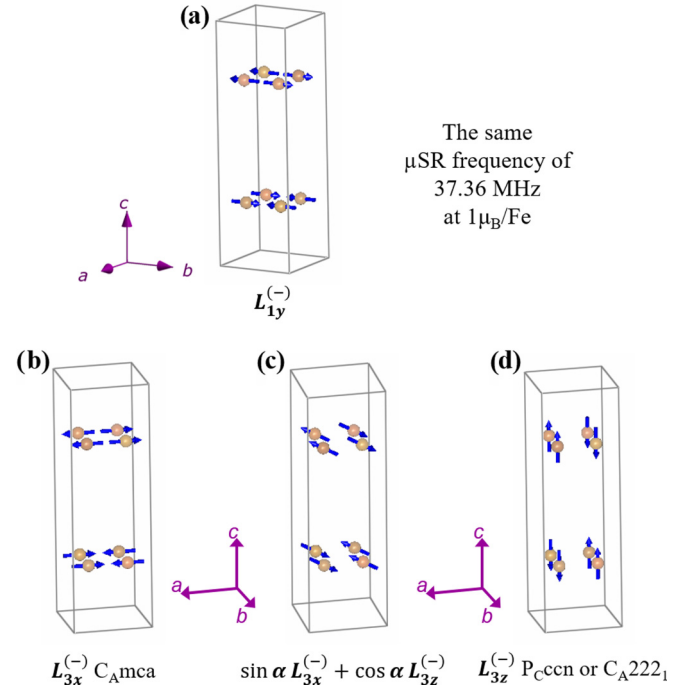 (a)
The same
μSR frequency of
37.36 MHz
at 1μ_B/Fe
c
a
b
L_{1y}^{(−)}
(b)
(c)
(d)
c
a
b
c
a
b
L_{3x}^{(−)} C_Amca
sin α L_{3x}^{(−)} + cos α L_{3z}^{(−)}
L_{3z}^{(−)} P_Cccn or C_A222_1